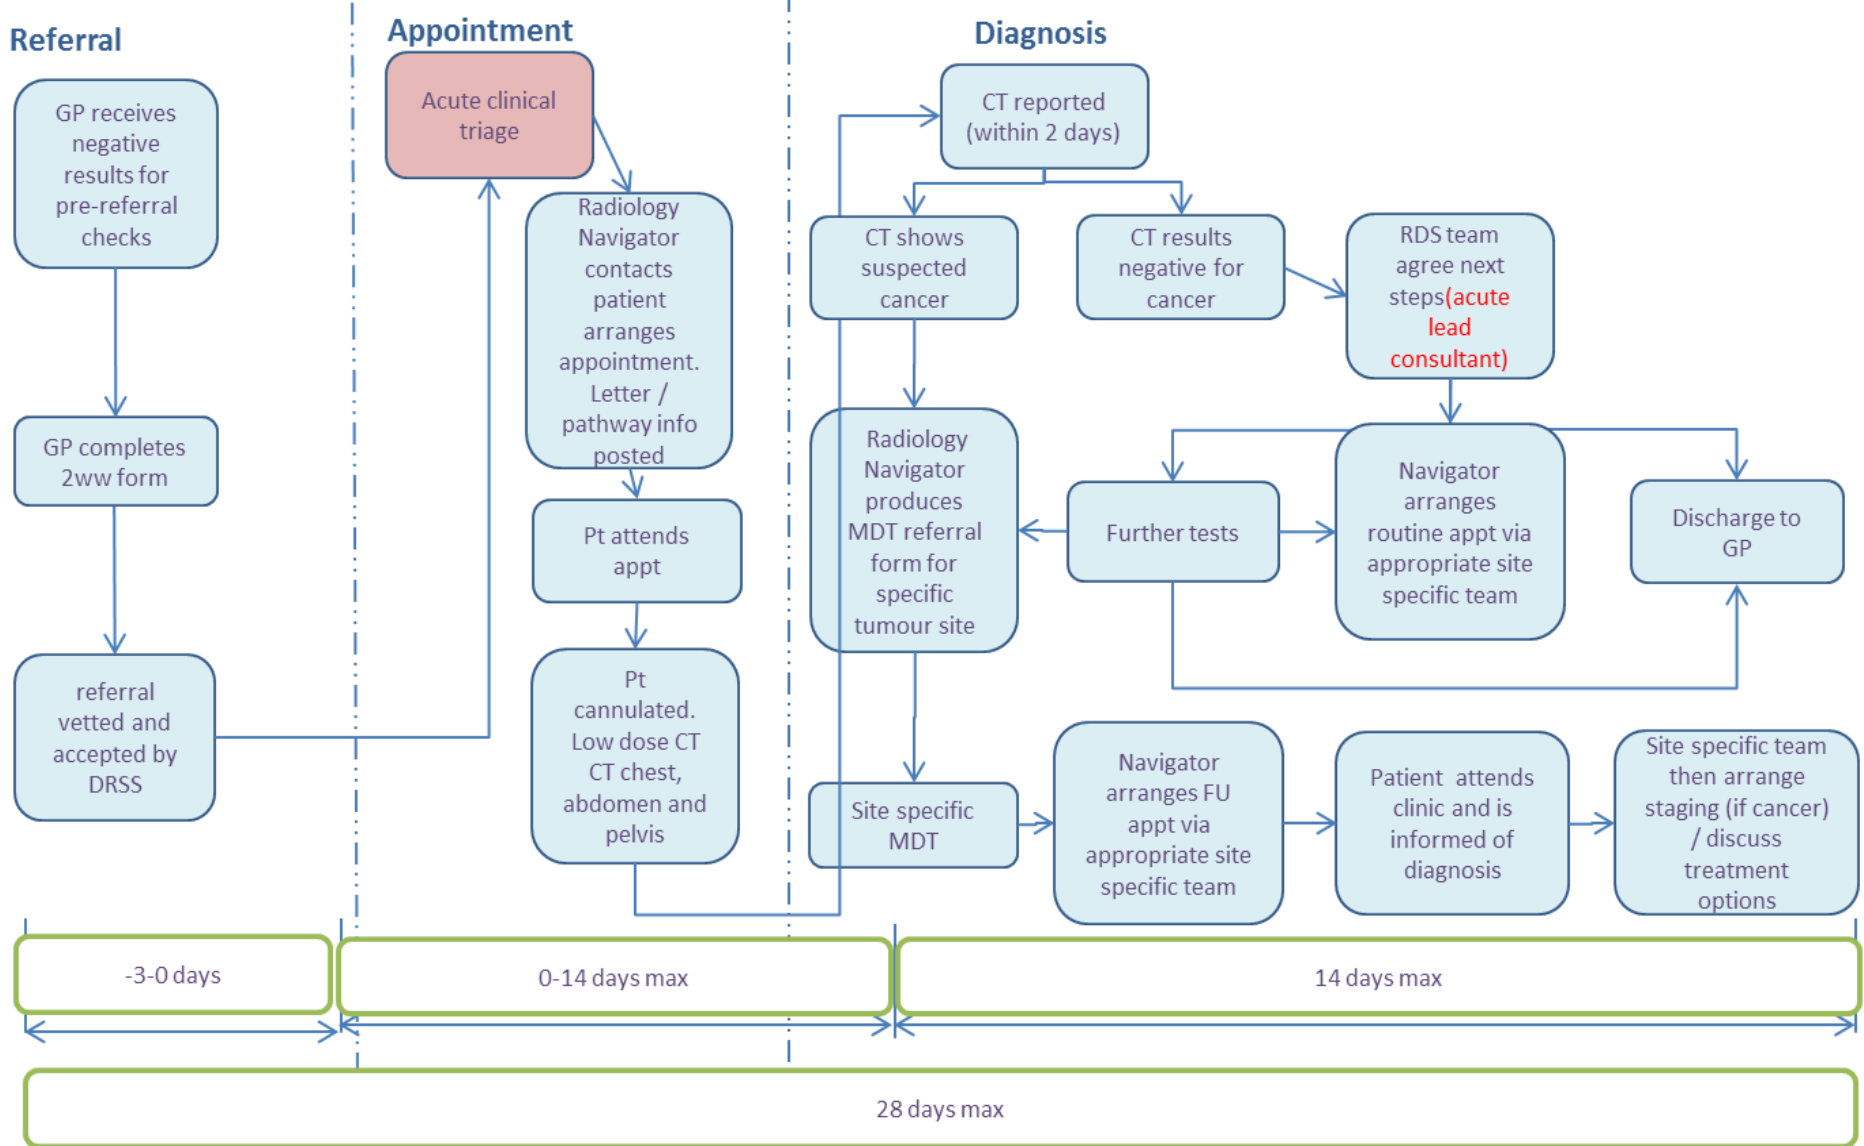 Referral
GP receives
negative
results for
pre-referral
checks
GP completes
2ww form
referral
vetted and
accepted by
DRSS
Appointment
Acute clinical
triage
Radiology
Navigator
contacts
patient
arranges
appointment.
Letter /
pathway info
posted
Pt attends
appt
Pt
cannulated.
Low dose CT
CT chest,
abdomen and
pelvis
Diagnosis
CT reported
(within 2 days)
CT shows
suspected
cancer
CT results
negative for
cancer
RDS team
agree next
steps(acute
lead
consultant)
Radiology
Navigator
produces
MDT referral
form for
specific
tumour site
Further tests
Navigator
arranges
routine appt via
appropriate site
specific team
Discharge to
GP
Site specific
MDT
Navigator
arranges FU
appt via
appropriate site
specific team
Patient attends
clinic and is
informed of
diagnosis
Site specific team
then arrange
staging (if cancer)
/ discuss
treatment
options
-3-0 days
0-14 days max
14 days max
28 days max